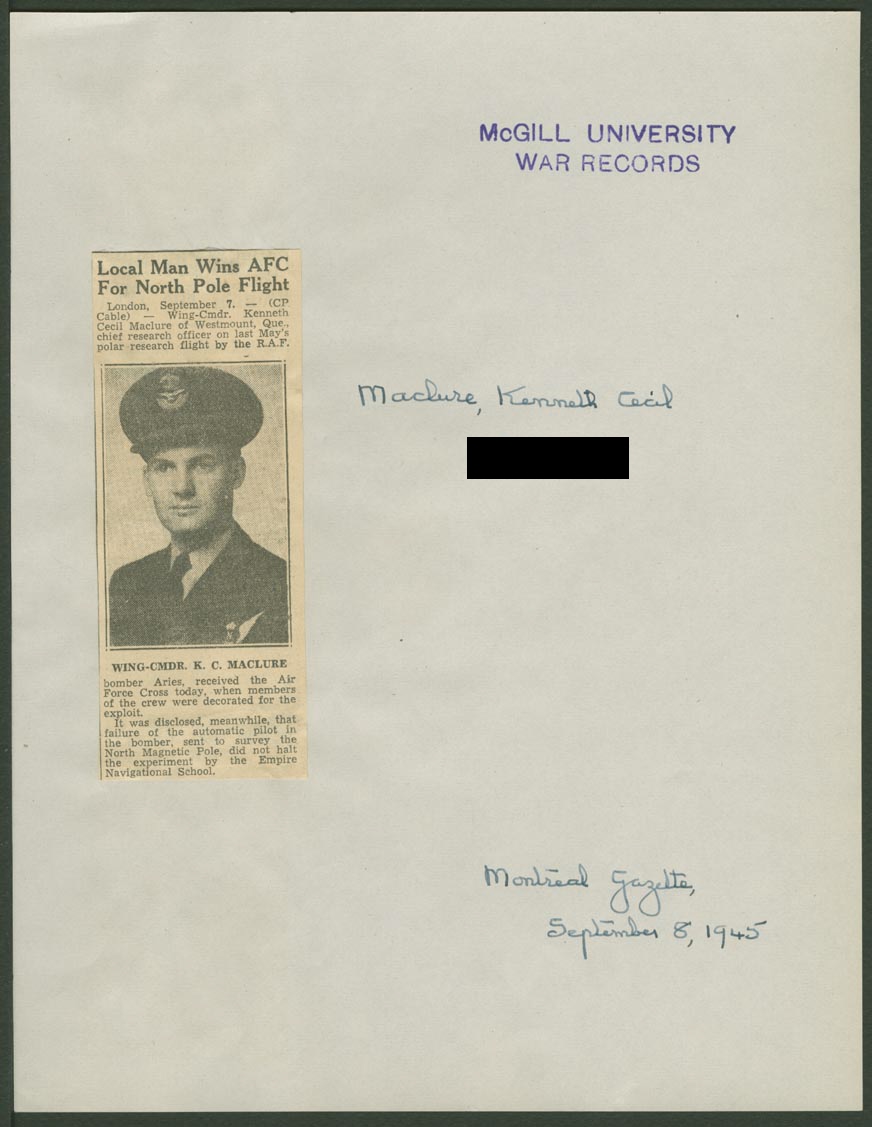 McGILL UNIVERSITY
WAR RECORDS
Local Man Wins AFC
For North Pole Flight
London, September 7. — (CP
Cable) — Wing-Cmdr. Kenneth
Cecil Maclure of Westmount, Que.,
chief research officer on last May's
polar research flight by the R.A.F.
Maclure, Kenneth Cecil
WING-CMDR. K. C. MACLURE
bomber Aries, received the Air
Force Cross today, when members
of the crew were decorated for the
exploit.
It was disclosed, meanwhile, that
failure of the automatic pilot in
the bomber, sent to survey the
North Magnetic Pole, did not halt
the experiment by the Empire
Navigational School.
Montreal Gazette,
September 8, 1945